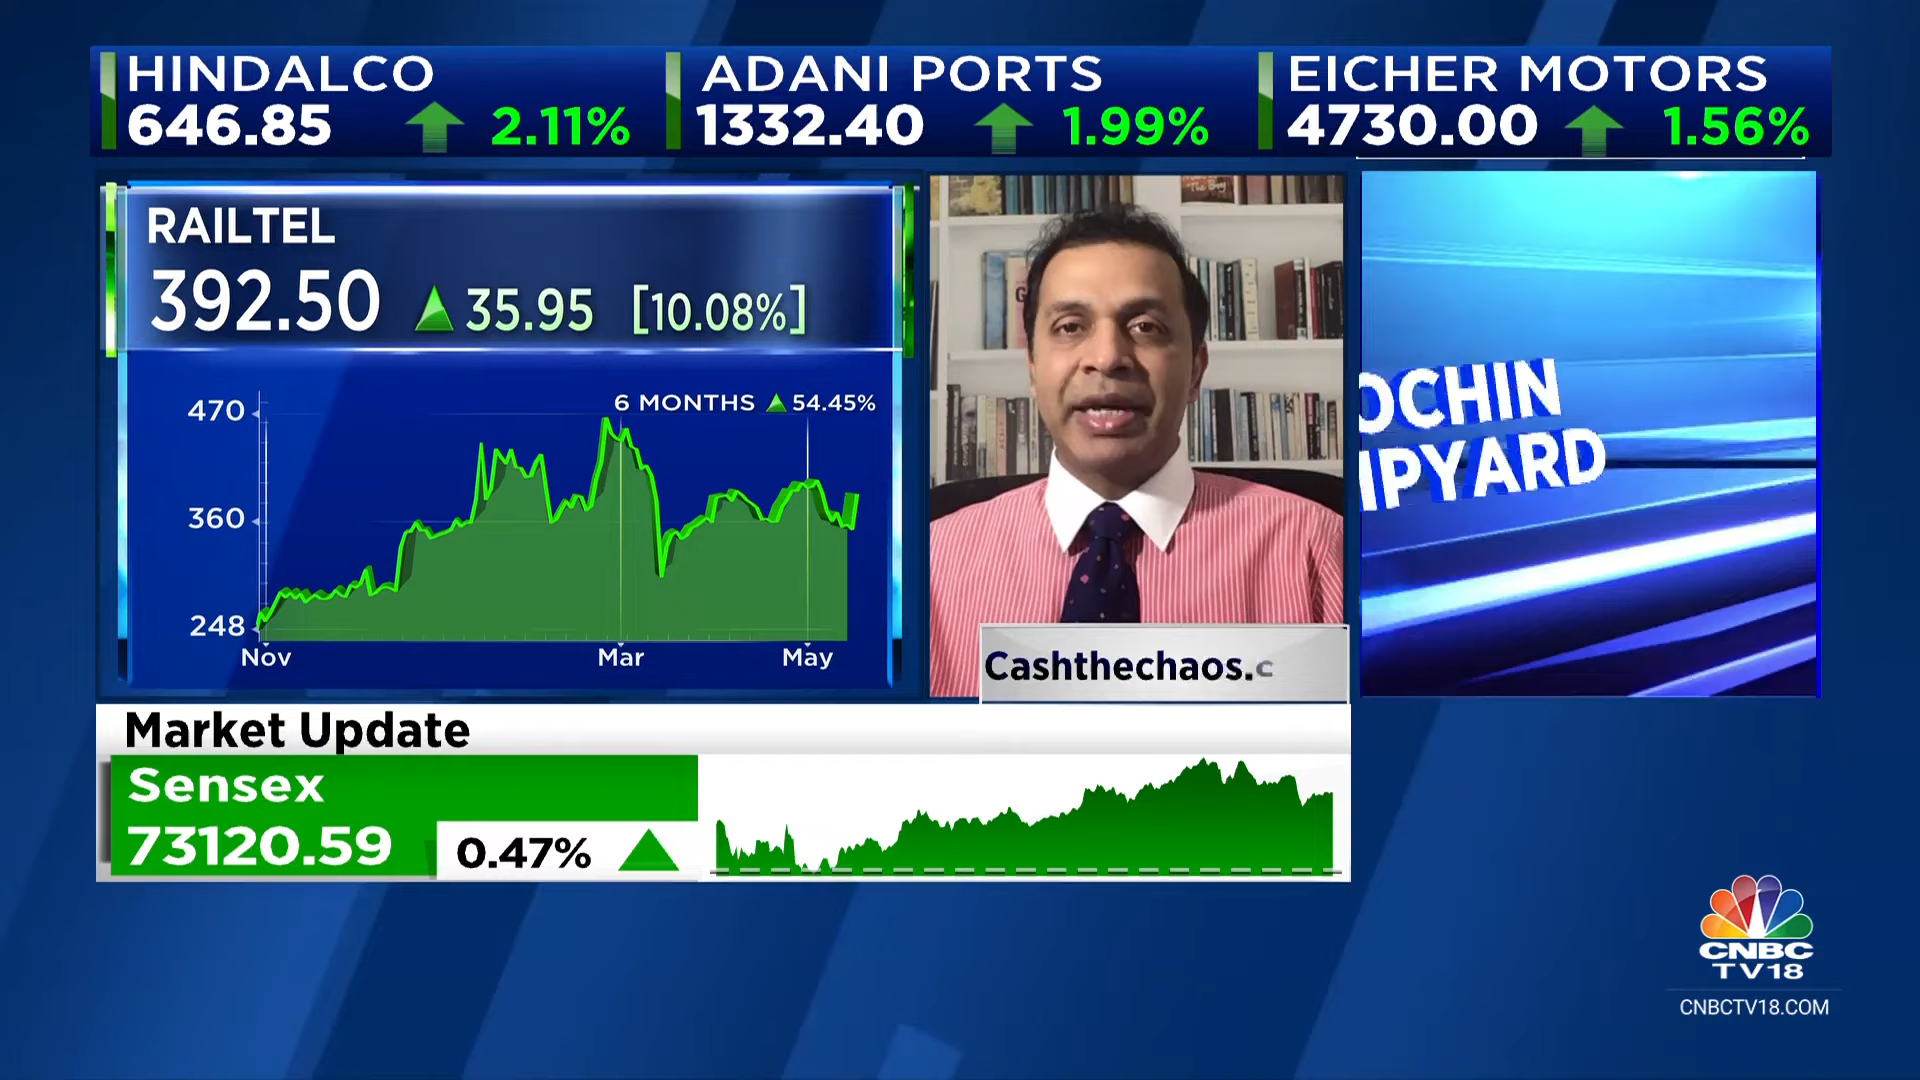 HINDALCO
646.85 2.11%
ADANI PORTS
1332.40 1.99%
EICHER MOTORS
4730.00 1.56%
RAILTEL
392.50 35.95 [10.08%]
6 MONTHS 54.45%
470
360
248
Nov Mar May
The Boy
Cashthechaos.c
OCHIN
IPYARD
Market Update
Sensex
73120.59 0.47%
CNBC
TV18
CNBCTV18.COM